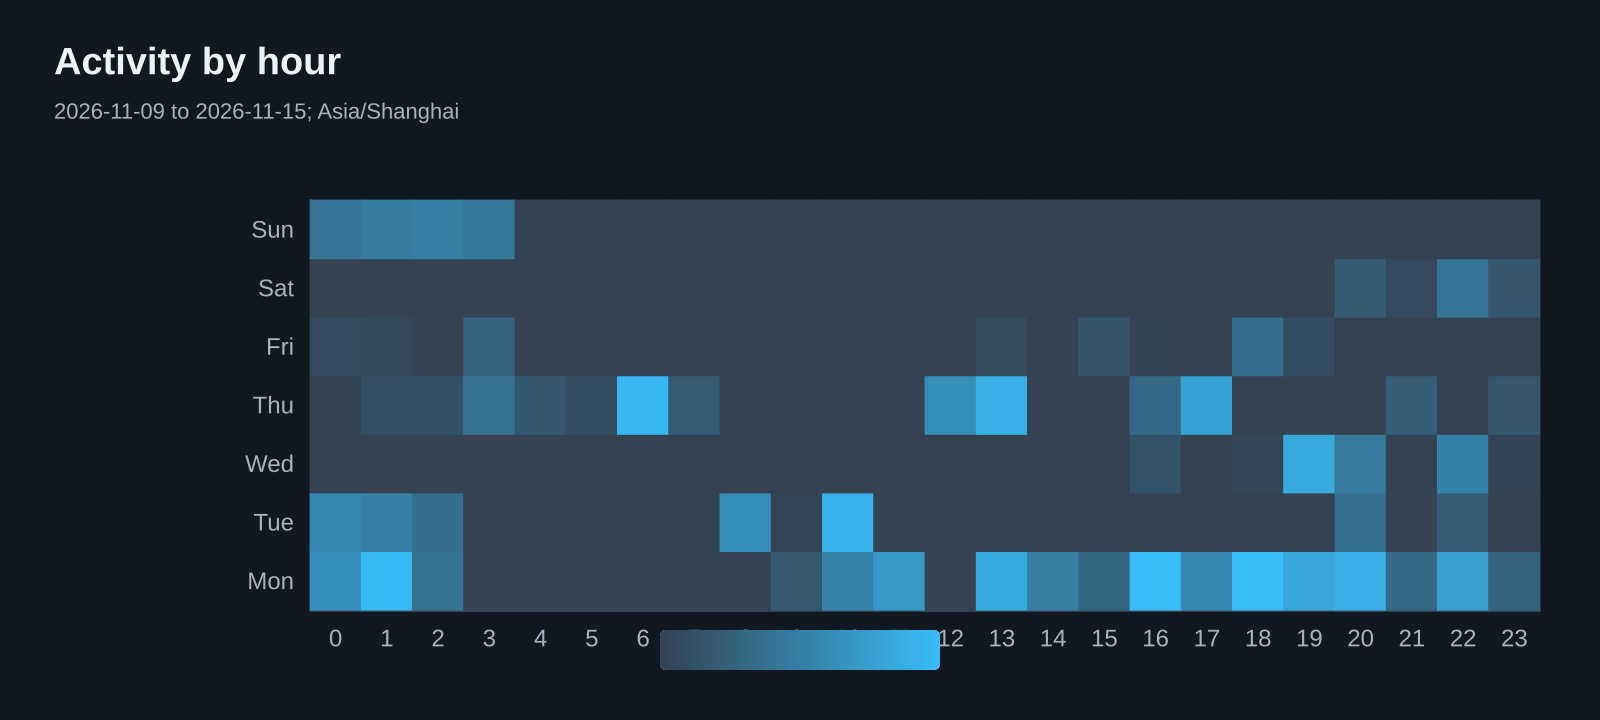 Activity by hour
2026-11-09 to 2026-11-15; Asia/Shanghai
Sun
Sat
Fri
Thu
Wed
Tue
Mon
0 1 2 3 4 5 6 12 13 14 15 16 17 18 19 20 21 22 23